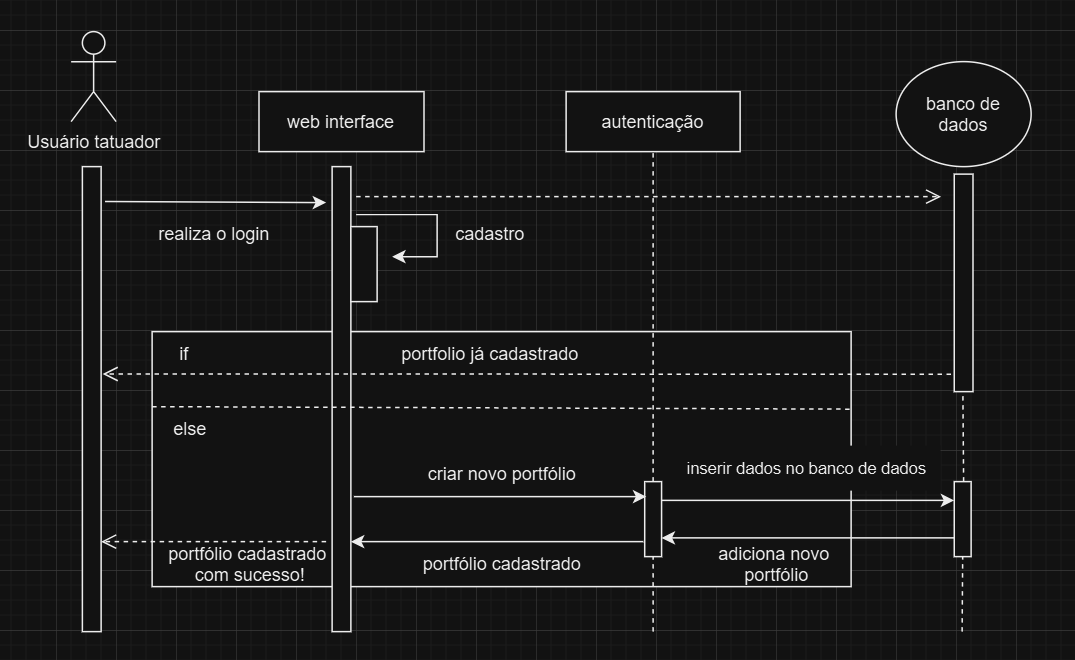 Usuário tatuador
web interface
autenticação
banco de
dados
realiza o login
cadastro
if
portfolio já cadastrado
else
criar novo portfólio
inserir dados no banco de dados
portfólio cadastrado
com sucesso!
portfólio cadastrado
adiciona novo
portfólio